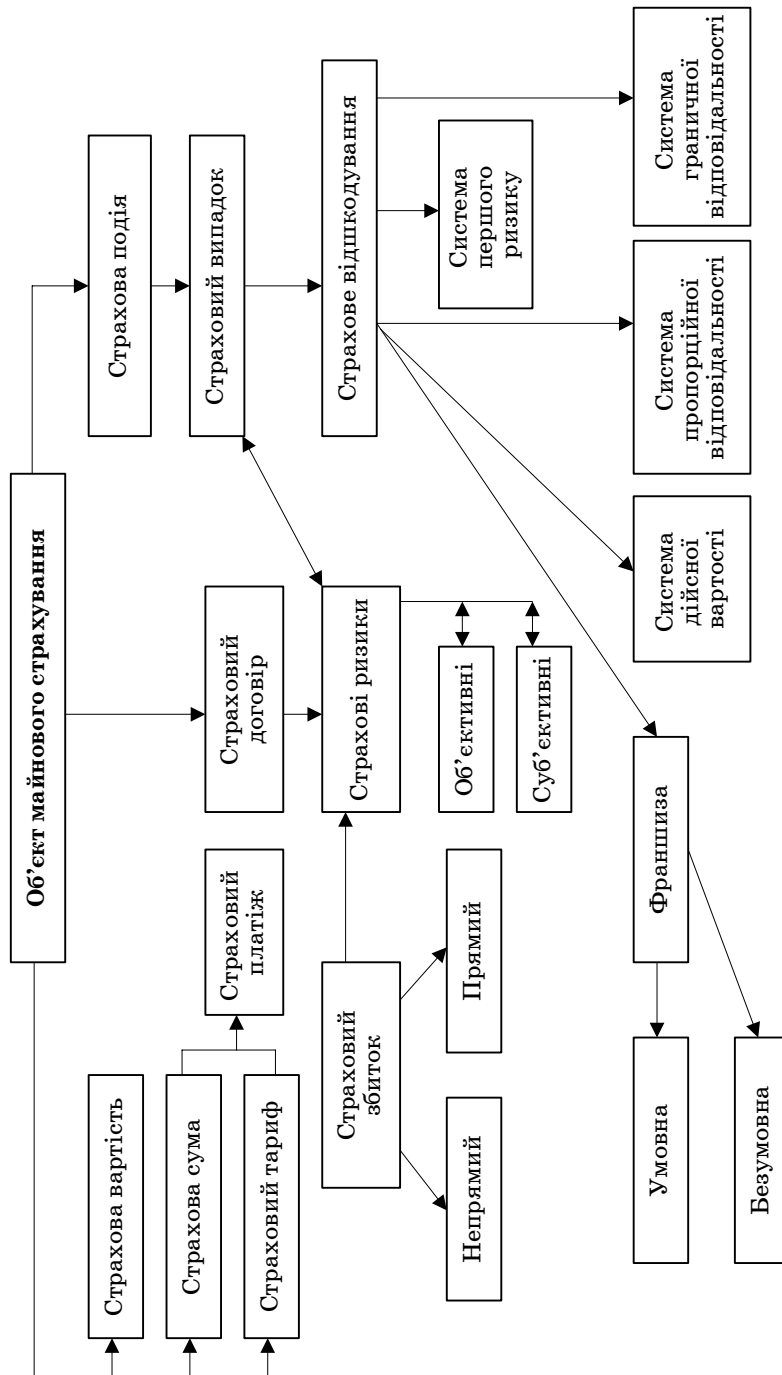 Об’єкт майнового страхування
Страхова вартість
Страхова сума
Страховий тариф
Страховий
платіж
Страховий
договір
Страхова подія
Страховий випадок
Страховий
збиток
Страхові ризики
Страхове відшкодування
Непрямий
Прямий
Об’єктивні
Суб’єктивні
Система
першого
ризику
Умовна
Безумовна
Франшиза
Система
дійсної
вартості
Система
пропорційної
відповідальності
Система
граничної
відповідальності